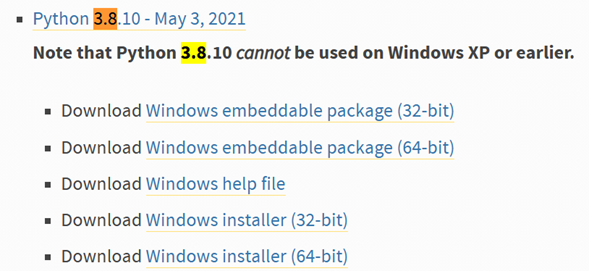 Python 3.8.10 - May 3, 2021
Note that Python 3.8.10 cannot be used on Windows XP or earlier.
Download Windows embeddable package (32-bit)
Download Windows embeddable package (64-bit)
Download Windows help file
Download Windows installer (32-bit)
Download Windows installer (64-bit)